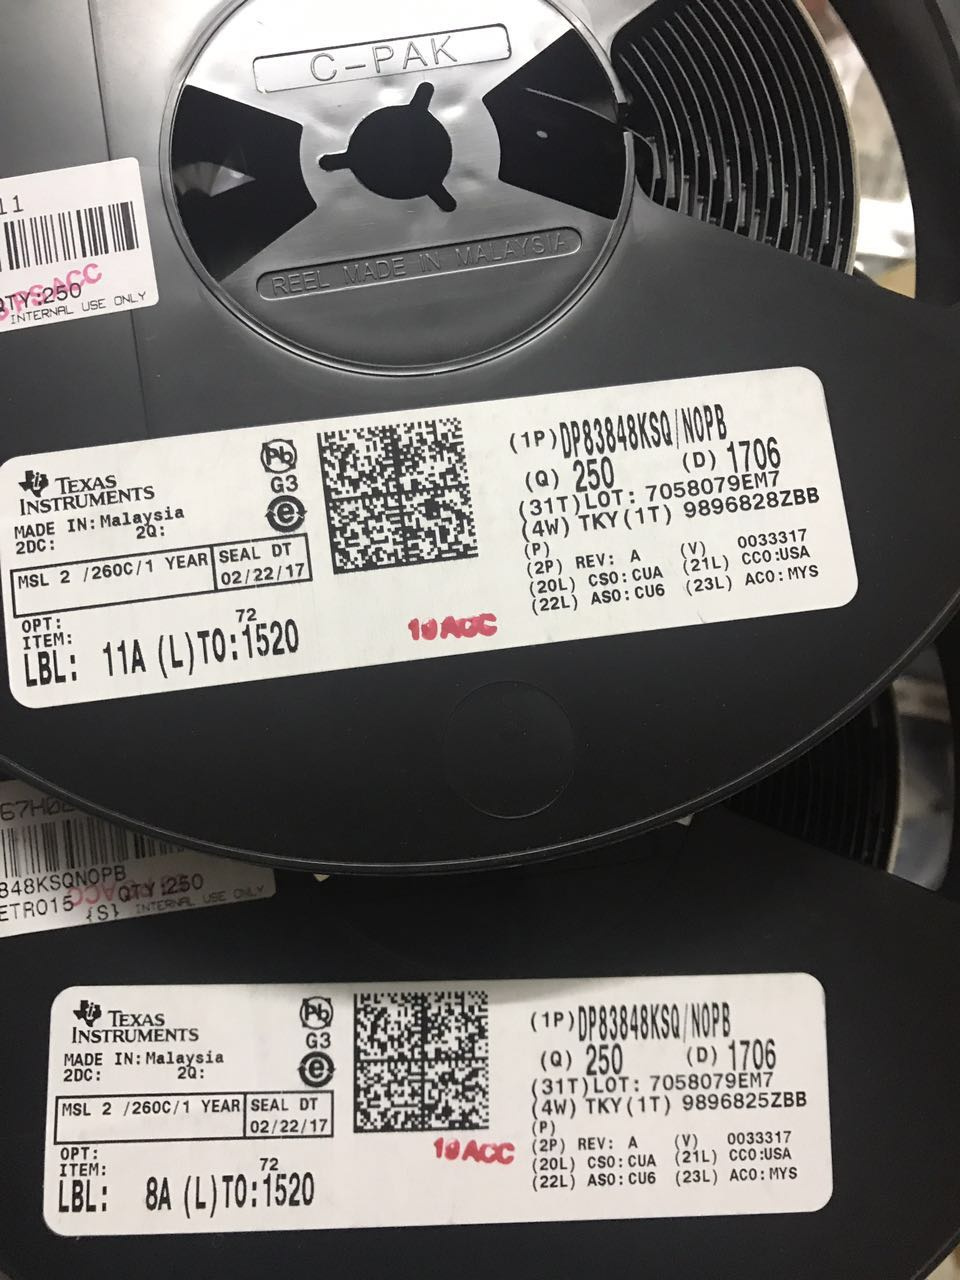 C-PAK
REEL MADE IN MALAYSIA
11
QTY:250
INTERNAL USE ONLY
TEXAS
INSTRUMENTS
MADE IN: Malaysia
2DC: 2Q:
MSL 2 /260C/1 YEAR
SEAL DT
02/22/17
OPT:
ITEM: 72
LBL: 11A (L)TO:1520
Pb
G3
e
(1P)DP83848KSQ/NOPB
(Q) 250 (D) 1706
(31T)LOT: 7058079EM7
(4W) TKY(1T) 9896828ZBB
(P)
(2P) REV: A (V) 0033317
(20L) CSO:CUA (21L) CCO:USA
(22L) ASO:CU6 (23L) ACO:MYS
10 ACC
848KSQNOPB
QTY:250
ETR015 {S} INTERNAL USE ONLY
TEXAS
INSTRUMENTS
MADE IN: Malaysia
2DC: 2Q:
MSL 2 /260C/1 YEAR
SEAL DT
02/22/17
OPT:
ITEM: 72
LBL: 8A (L)TO:1520
Pb
G3
e
(1P)DP83848KSQ/NOPB
(Q) 250 (D) 1706
(31T)LOT: 7058079EM7
(4W) TKY(1T) 9896825ZBB
(P)
(2P) REV: A (V) 0033317
(20L) CSO:CUA (21L) CCO:USA
(22L) ASO:CU6 (23L) ACO:MYS
10 ACC